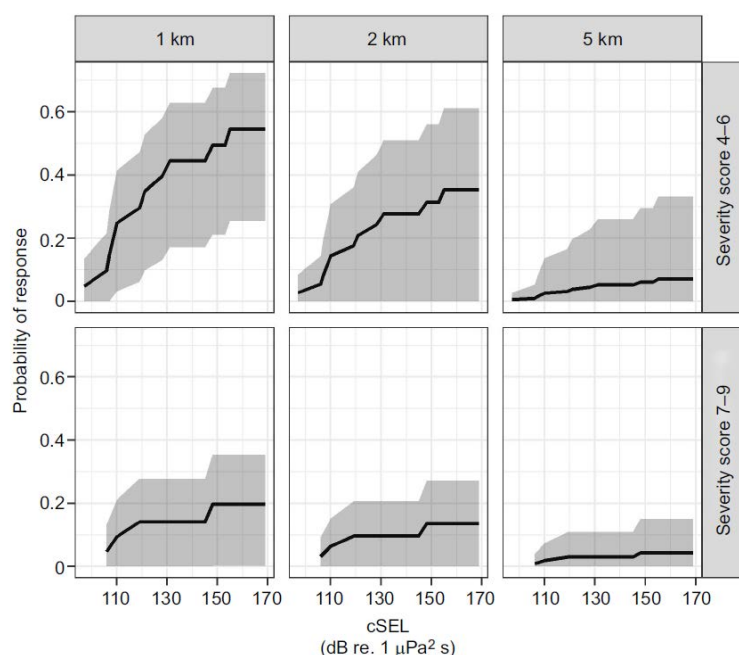 1 km
2 km
5 km
0.6
0.4
0.2
0
Severity score 4–6
Probability of response
0.6
0.4
0.2
0
Severity score 7–9
110 130 150 170
110 130 150 170
110 130 150 170
cSEL
(dB re. 1 μPa² s)